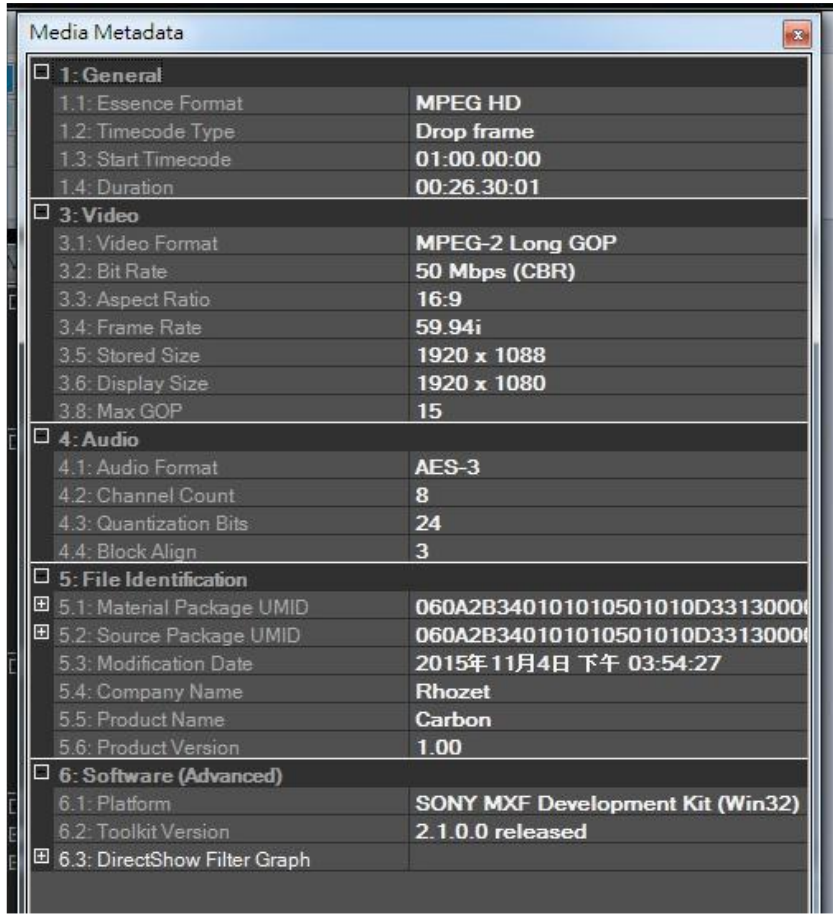 Media Metadata
1: General
1.1: Essence Format MPEG HD
1.2: Timecode Type Drop frame
1.3: Start Timecode 01:00.00:00
1.4: Duration 00:26.30:01
3: Video
3.1: Video Format MPEG-2 Long GOP
3.2: Bit Rate 50 Mbps (CBR)
3.3: Aspect Ratio 16:9
3.4: Frame Rate 59.94i
3.5: Stored Size 1920 x 1088
3.6: Display Size 1920 x 1080
3.8: Max GOP 15
4: Audio
4.1: Audio Format AES-3
4.2: Channel Count 8
4.3: Quantization Bits 24
4.4: Block Align 3
5: File Identification
5.1: Material Package UMID 060A2B340101010501010D33130000
5.2: Source Package UMID 060A2B340101010501010D33130000
5.3: Modification Date 2015年11月4日 下午 03:54:27
5.4: Company Name Rhozet
5.5: Product Name Carbon
5.6: Product Version 1.00
6: Software (Advanced)
6.1: Platform SONY MXF Development Kit (Win32)
6.2: Toolkit Version 2.1.0.0 released
6.3: DirectShow Filter Graph